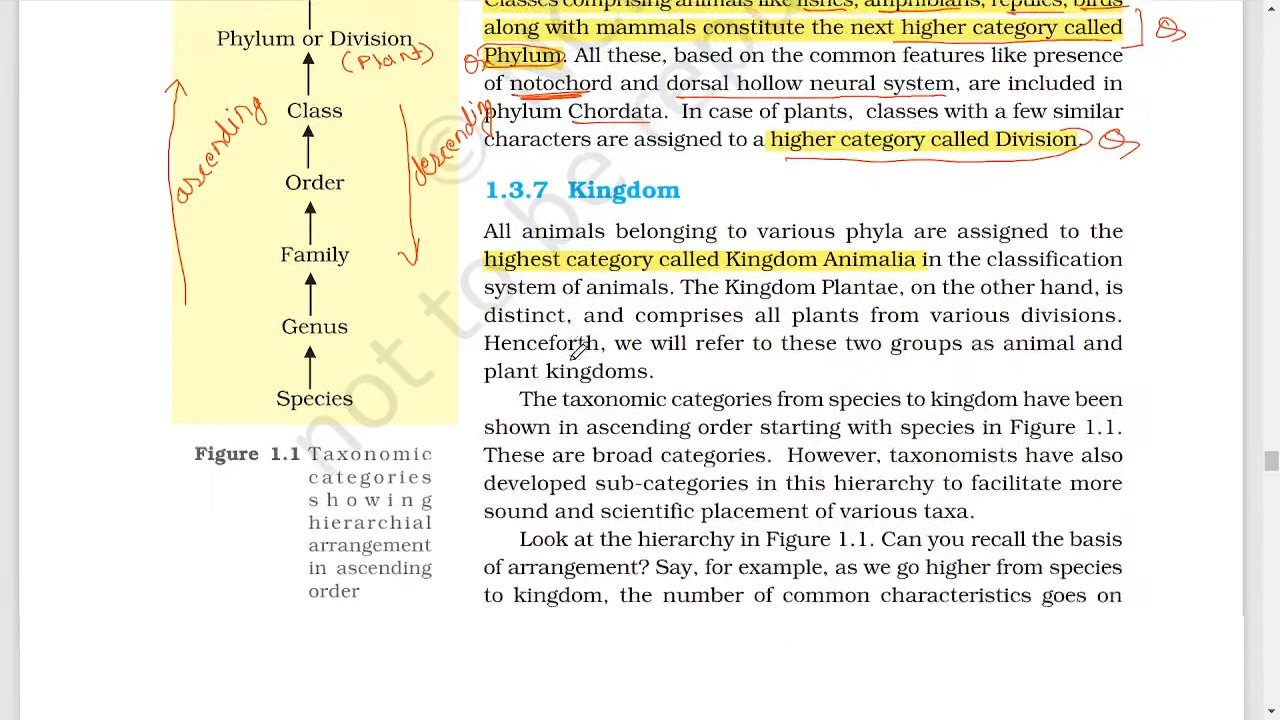 Phylum or Division
(Plant)
Class
Order
Family
Genus
Species
ascending
descending
Figure 1.1 Taxonomic
categories
showing
hierarchial
arrangement
in ascending
order
Classes comprising animals like fishes, amphibians, reptiles, birds
along with mammals constitute the next higher category called
Phylum. All these, based on the common features like presence
of notochord and dorsal hollow neural system, are included in
phylum Chordata. In case of plants, classes with a few similar
characters are assigned to a higher category called Division.
1.3.7 Kingdom
All animals belonging to various phyla are assigned to the
highest category called Kingdom Animalia in the classification
system of animals. The Kingdom Plantae, on the other hand, is
distinct, and comprises all plants from various divisions.
Henceforth, we will refer to these two groups as animal and
plant kingdoms.
The taxonomic categories from species to kingdom have been
shown in ascending order starting with species in Figure 1.1.
These are broad categories. However, taxonomists have also
developed sub-categories in this hierarchy to facilitate more
sound and scientific placement of various taxa.
Look at the hierarchy in Figure 1.1. Can you recall the basis
of arrangement? Say, for example, as we go higher from species
to kingdom, the number of common characteristics goes on
not to be rep